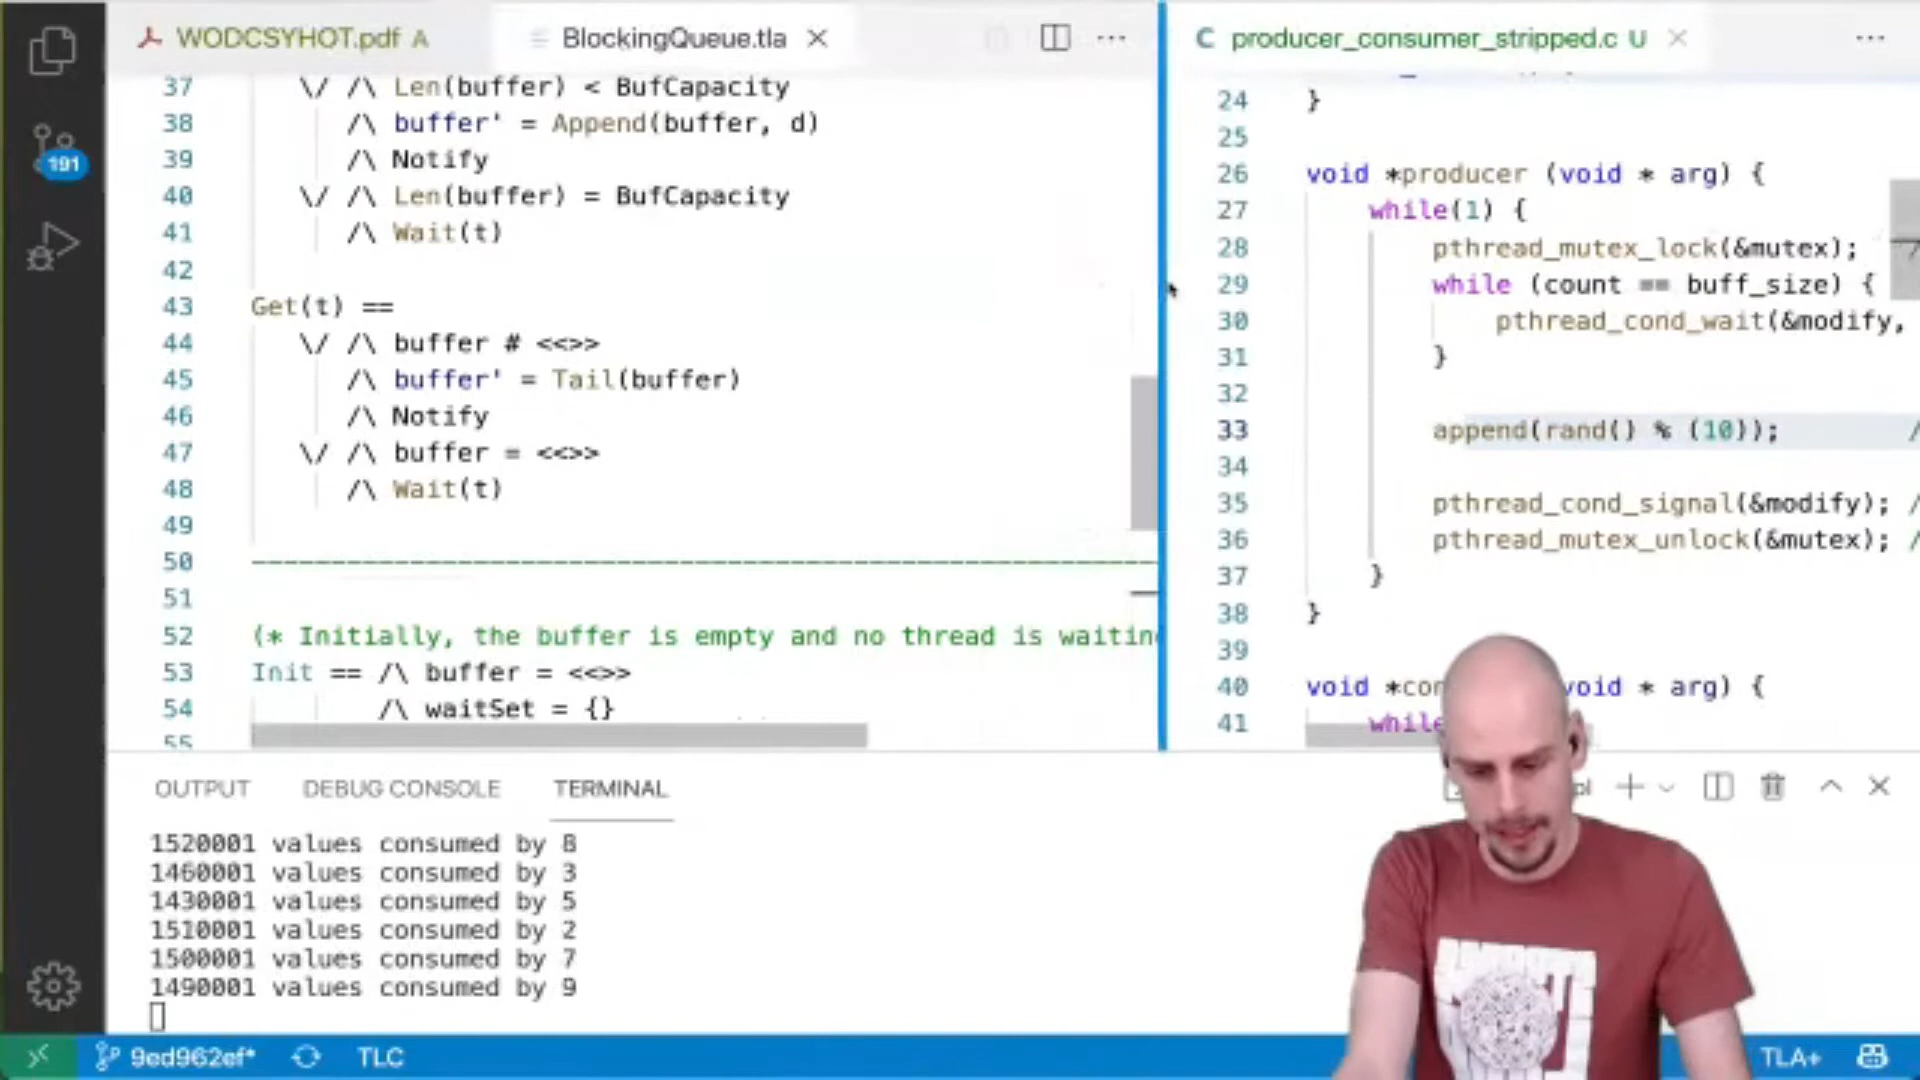 WODCSYHOT.pdf A
BlockingQueue.tla
37 \/ /\ Len(buffer) < BufCapacity
38 /\ buffer' = Append(buffer, d)
39 /\ Notify
40 \/ /\ Len(buffer) = BufCapacity
41 /\ Wait(t)
42
43 Get(t) ==
44 \/ /\ buffer # <<>>
45 /\ buffer' = Tail(buffer)
46 /\ Notify
47 \/ /\ buffer = <<>>
48 /\ Wait(t)
49
50 ----------------------------------------------------------
51
52 (* Initially, the buffer is empty and no thread is waiting
53 Init == /\ buffer = <<>>
54 /\ waitSet = {}
55
C producer_consumer_stripped.c U
24 }
25
26 void *producer (void * arg) {
27 while(1) {
28 pthread_mutex_lock(&mutex); /
29 while (count == buff_size) {
30 pthread_cond_wait(&modify,
31 }
32
33 append(rand() % (10)); /
34
35 pthread_cond_signal(&modify); /
36 pthread_mutex_unlock(&mutex); /
37 }
38 }
39
40 void *con void * arg) {
41 while
191
OUTPUT DEBUG CONSOLE TERMINAL
1520001 values consumed by 8
1460001 values consumed by 3
1430001 values consumed by 5
1510001 values consumed by 2
1500001 values consumed by 7
1490001 values consumed by 9
9ed962ef* TLC TLA+